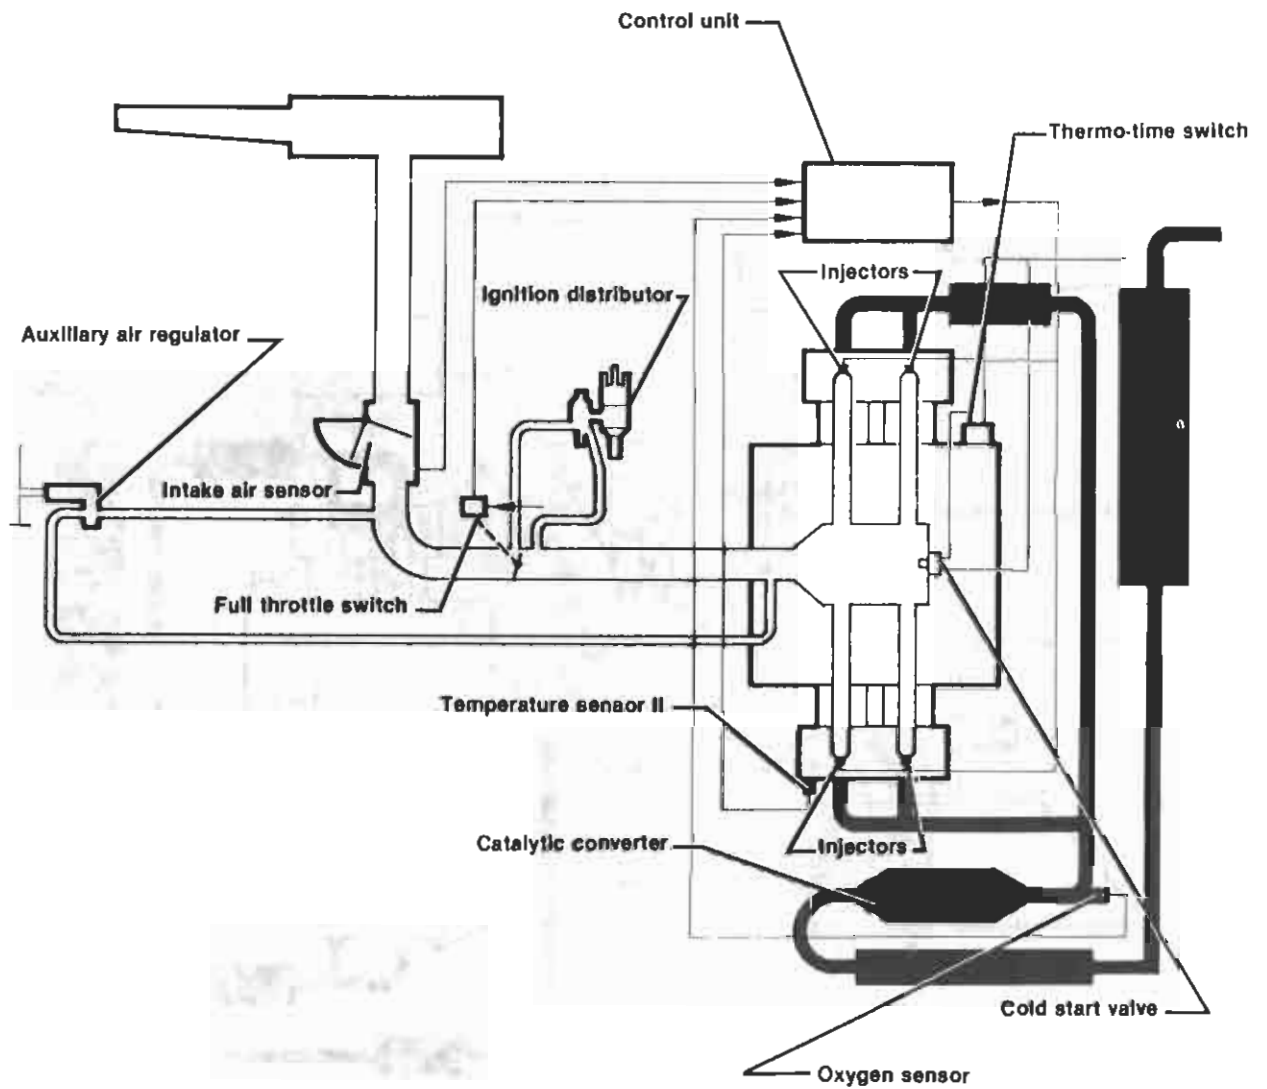 Control unit
Thermo-time switch
Injectors
Ignition distributor
Auxiliary air regulator
Intake air sensor
Full throttle switch
Temperature sensor II
Catalytic converter
Injectors
Cold start valve
Oxygen sensor